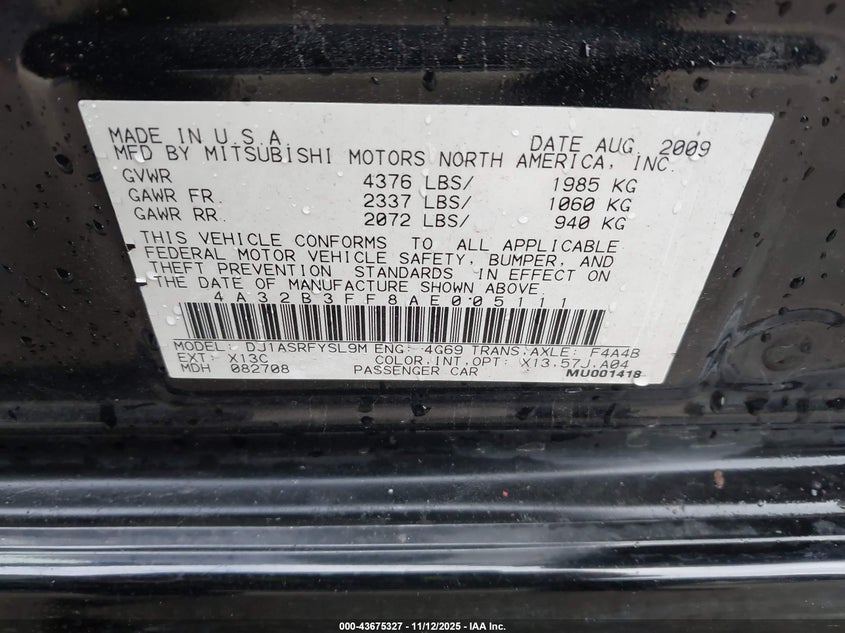 MADE IN U.S.A. DATE AUG 2009
MFD BY MITSUBISHI MOTORS NORTH AMERICA, INC.
GVWR 4376 LBS/ 1985 KG
GAWR FR. 2337 LBS/ 1060 KG
GAWR RR. 2072 LBS/ 940 KG
THIS VEHICLE CONFORMS TO ALL APPLICABLE
FEDERAL MOTOR VEHICLE SAFETY, BUMPER, AND
THEFT PREVENTION STANDARDS IN EFFECT ON
THE DATE OF MANUFACTURE SHOWN ABOVE.
4A32B3FF8AE005111
MODEL: DJ1ASRFYSL9M ENG: 4G69 TRANS.AXLE: F4A4B
EXT: X13C COLOR.INT.OPT: X13.57J.A04
MDH 082708 PASSENGER CAR MU001418
000-43675327 - 11/12/2025 - IAA Inc.